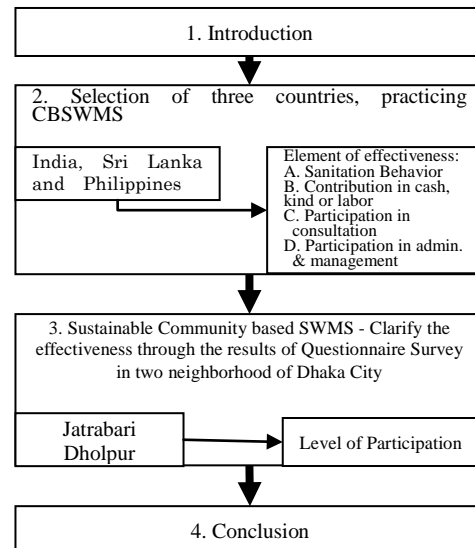 1. Introduction
2. Selection of three countries, practicing
CBSWMS
India, Sri Lanka
and Philippines
Element of effectiveness:
A. Sanitation Behavior
B. Contribution in cash,
kind or labor
C. Participation in
consultation
D. Participation in admin.
& management
3. Sustainable Community based SWMS - Clarify the
effectiveness through the results of Questionnaire Survey
in two neighborhood of Dhaka City
Jatrabari
Dholpur
Level of Participation
4. Conclusion